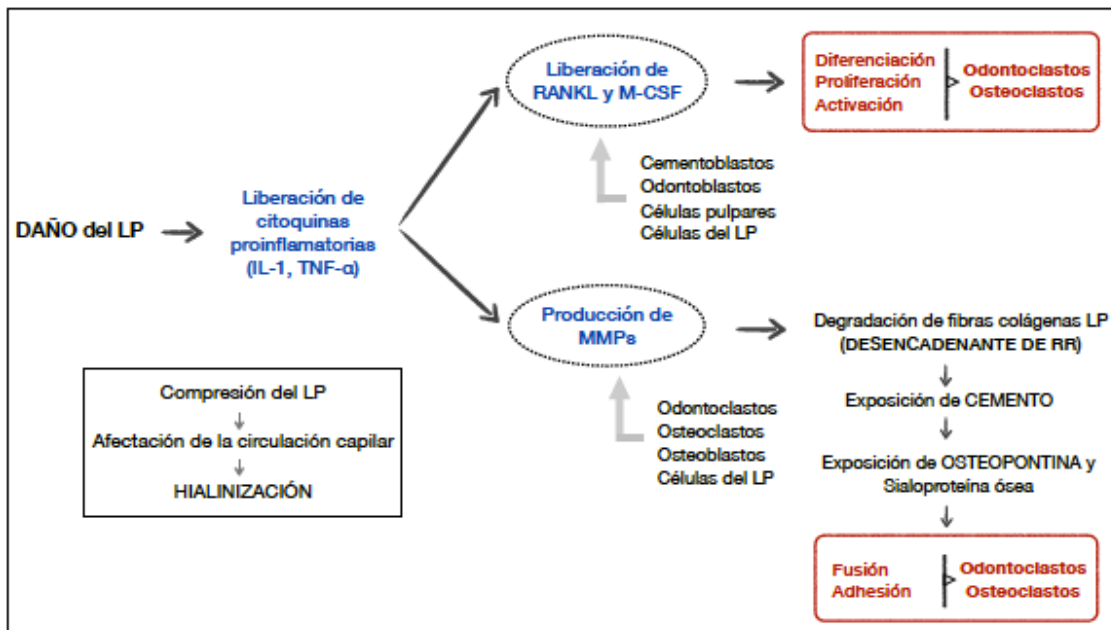 DAÑO del LP
Liberación de
citoquinas
proinflamatorias
(IL-1, TNF-α)
Liberación de
RANKL y M-CSF
Cementoblastos
Odontoblastos
Células pulpares
Células del LP
Diferenciación
Proliferación
Activación
Odontoclastos
Osteoclastos
Producción de
MMPs
Odontoclastos
Osteoclastos
Osteoblastos
Células del LP
Degradación de fibras colágenas LP
(DESENCADENANTE DE RR)
Exposición de CEMENTO
Exposición de OSTEOPONTINA y
Sialoproteína ósea
Fusión
Adhesión
Odontoclastos
Osteoclastos
Compresión del LP
Afectación de la circulación capilar
HIALINIZACIÓN